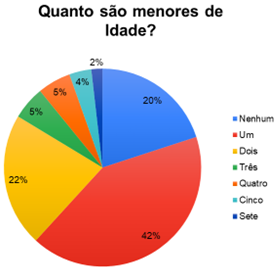 Quanto são menores de
Idade?
2%
4%
5%
5%
20%
22%
42%
Nenhum
Um
Dois
Três
Quatro
Cinco
Sete